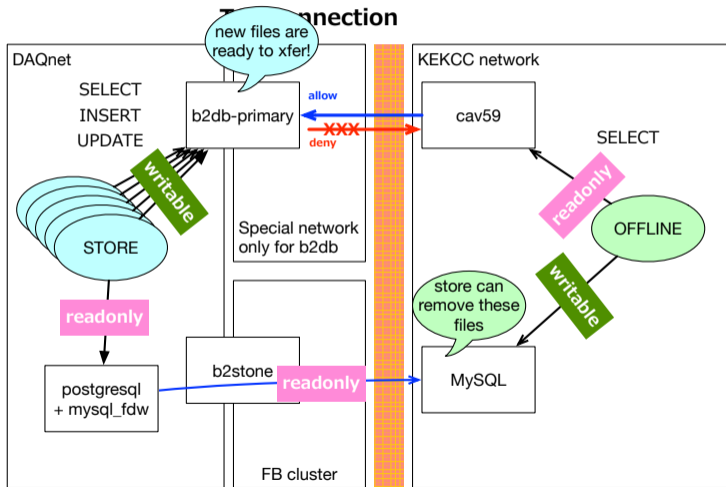 nnection
new files are
ready to xfer!
DAQnet
KEKCC network
SELECT
INSERT
UPDATE
b2db-primary
allow
XXX
deny
cav59
SELECT
writable
readonly
STORE
Special network
only for b2db
OFFLINE
readonly
store can
remove these
files
writable
b2stone
readonly
postgresql
+ mysql_fdw
MySQL
FB cluster